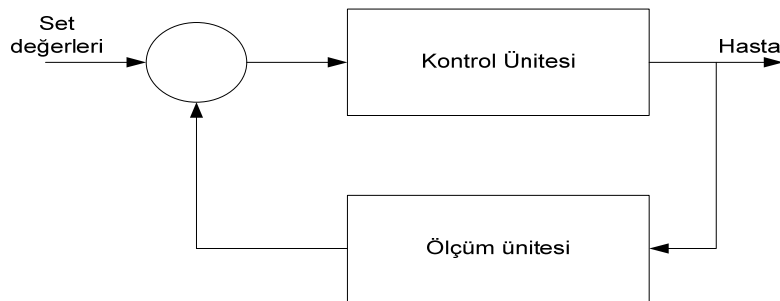 Set
değerleri
Kontrol Ünitesi
Hasta
Ölçüm ünitesi